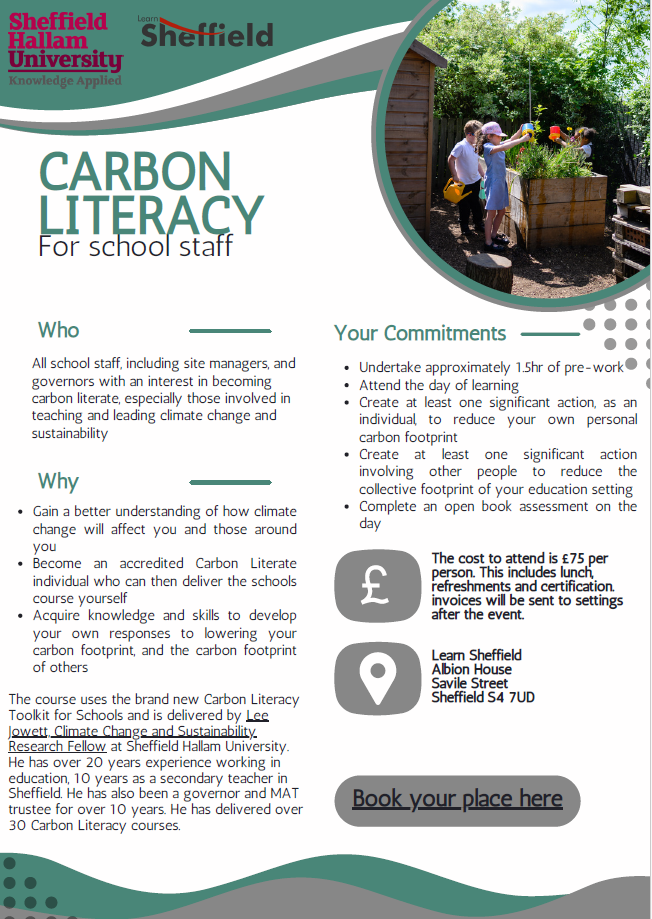 Sheffield
Hallam
University
Knowledge Applied
Learn
Sheffield
CARBON
LITERACY
For school staff
Who
All school staff, including site managers, and
governors with an interest in becoming
carbon literate, especially those involved in
teaching and leading climate change and
sustainability
Why
• Gain a better understanding of how climate
change will affect you and those around
you
• Become an accredited Carbon Literate
individual who can then deliver the schools
course yourself
• Acquire knowledge and skills to develop
your own responses to lowering your
carbon footprint, and the carbon footprint
of others
The course uses the brand new Carbon Literacy
Toolkit for Schools and is delivered by Lee
Jowett, Climate Change and Sustainability
Research Fellow at Sheffield Hallam University.
He has over 20 years experience working in
education, 10 years as a secondary teacher in
Sheffield. He has also been a governor and MAT
trustee for over 10 years. He has delivered over
30 Carbon Literacy courses.
Your Commitments
• Undertake approximately 1.5hr of pre-work
• Attend the day of learning
• Create at least one significant action, as an
individual, to reduce your own personal
carbon footprint
• Create at least one significant action
involving other people to reduce the
collective footprint of your education setting
• Complete an open book assessment on the
day
£
The cost to attend is £75 per
person. This includes lunch,
refreshments and certification.
invoices will be sent to settings
after the event.
Learn Sheffield
Albion House
Savile Street
Sheffield S4 7UD
Book your place here